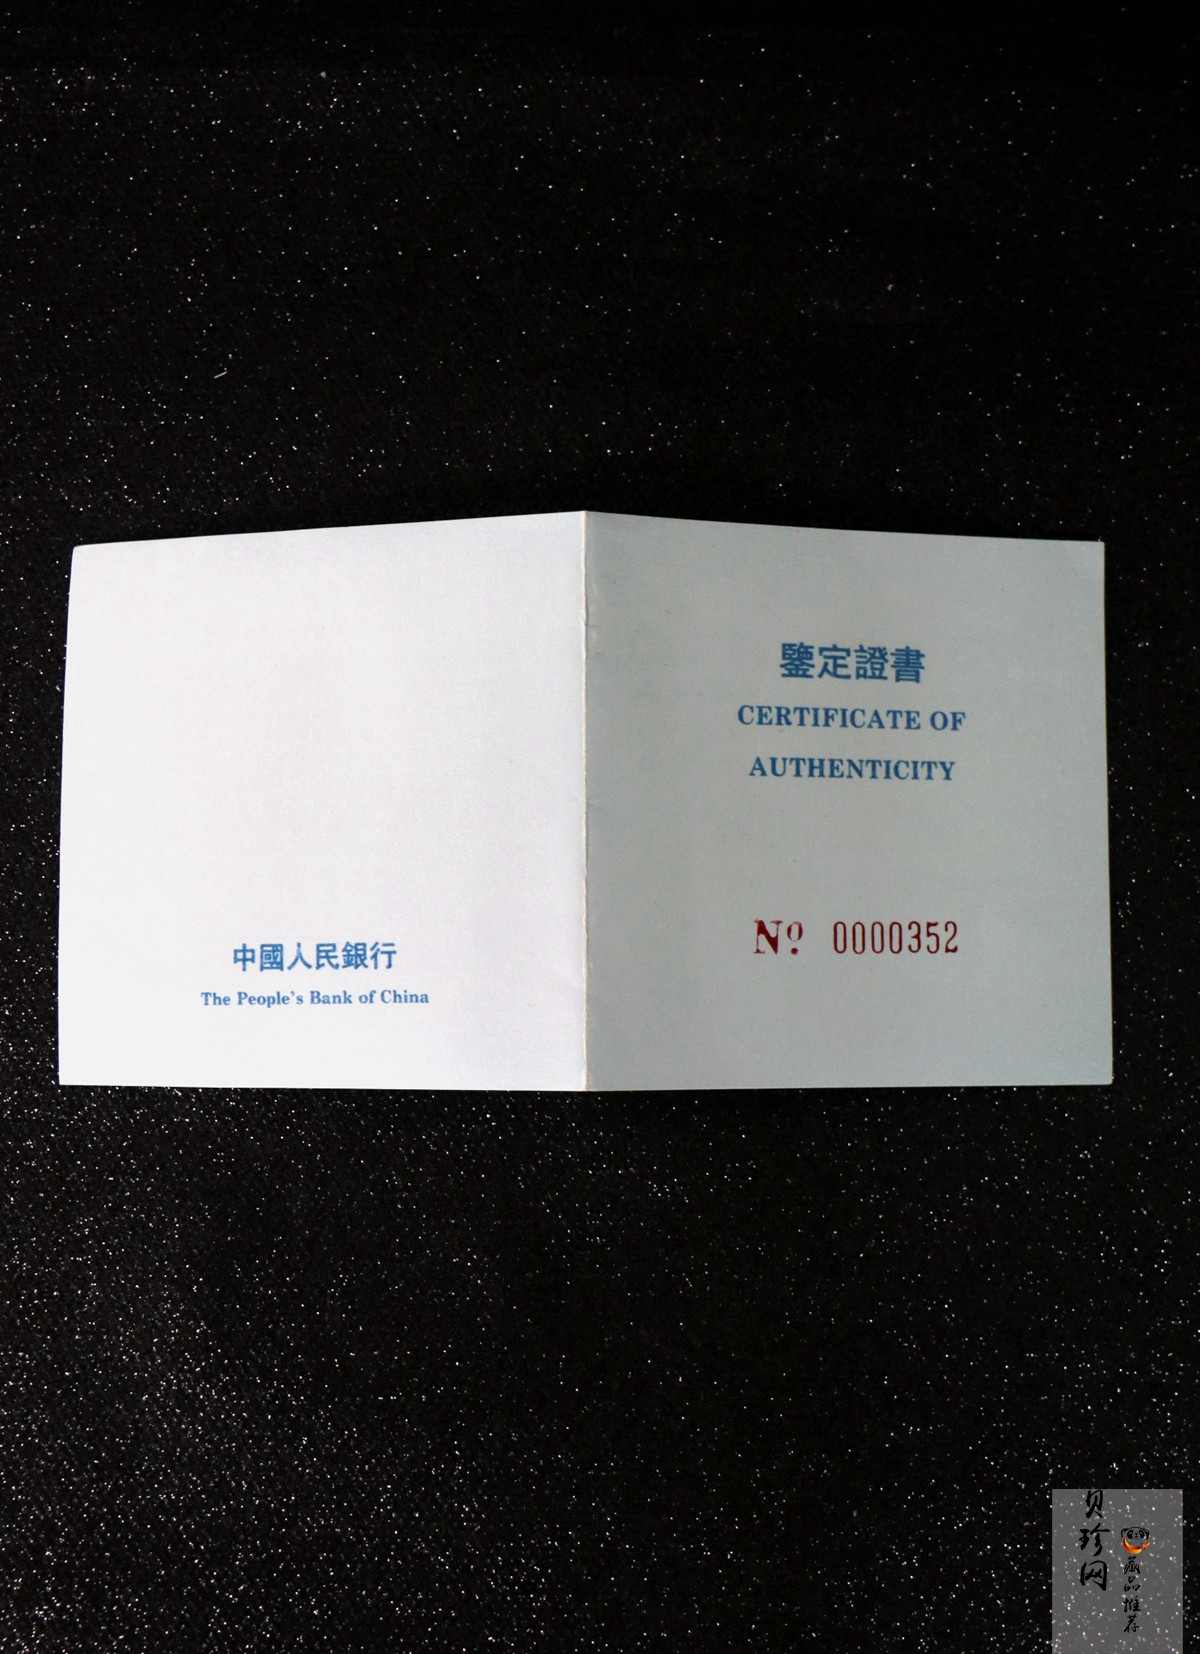 中國人民銀行
The People's Bank of China
鑒定證書
CERTIFICATE OF
AUTHENTICITY
Nº 0000352
贝珍网
藏品推荐